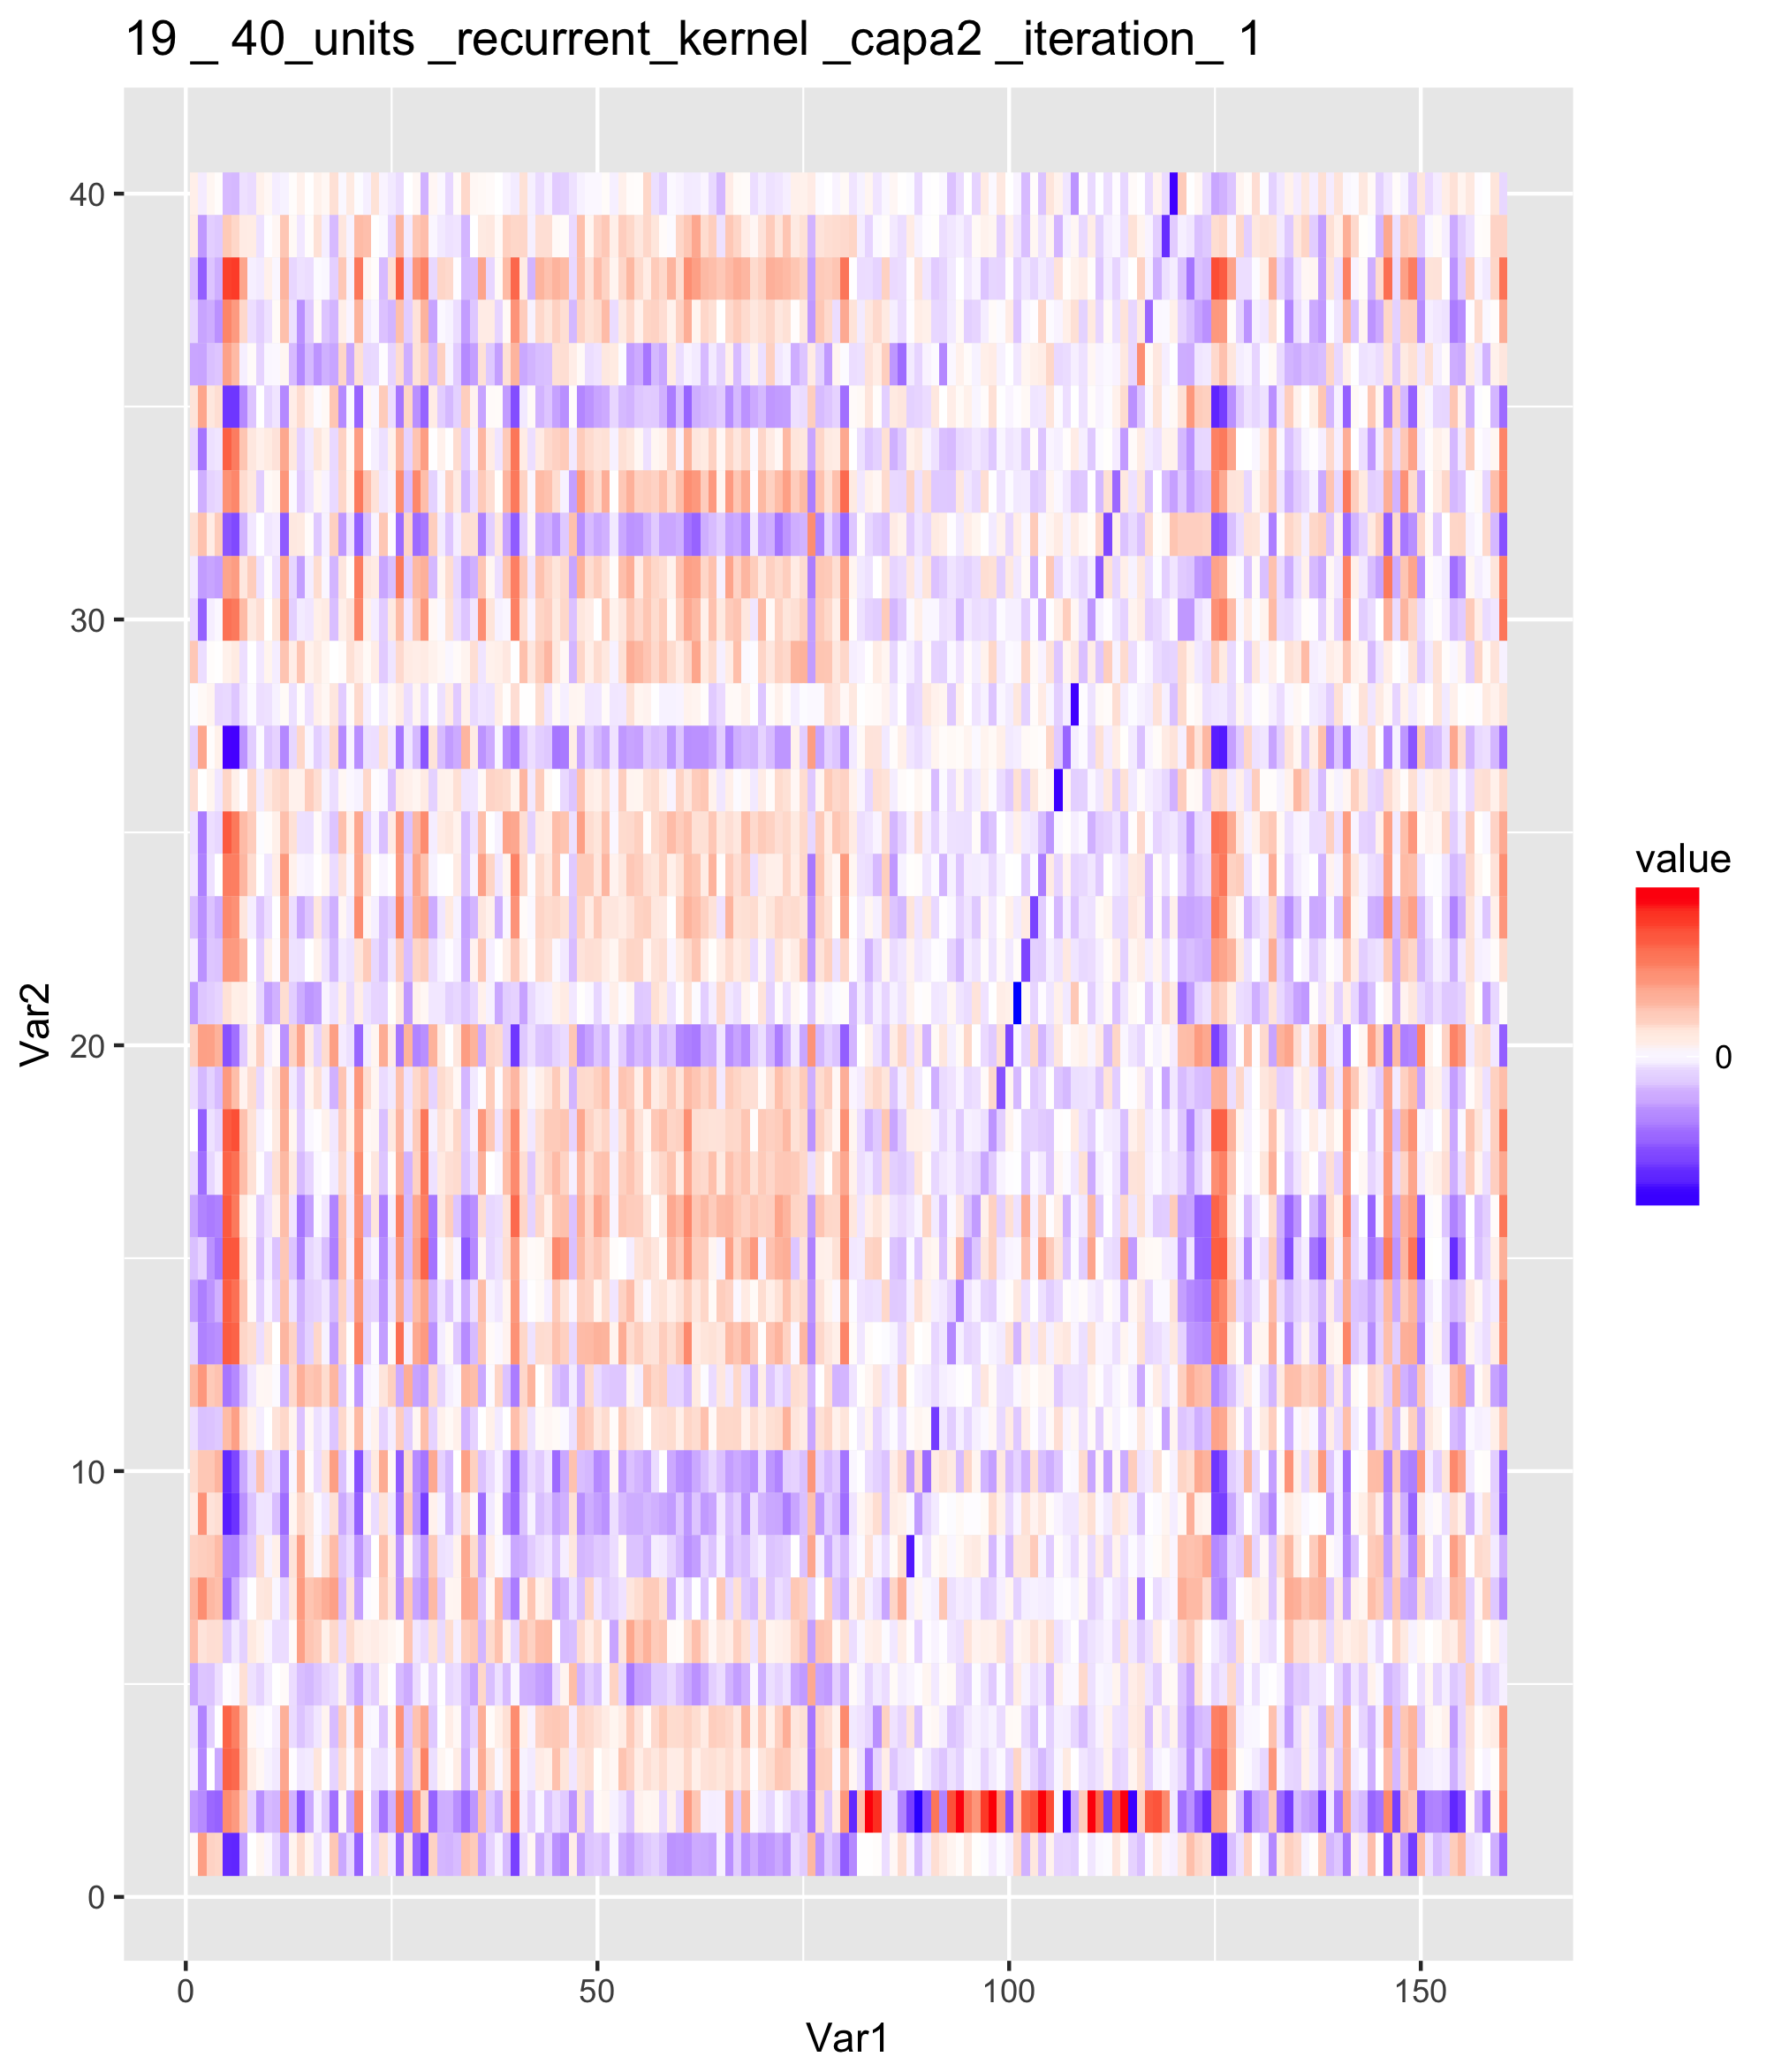 19 _ 40_units _recurrent_kernel _capa2 _iteration_ 1
40
30
20
10
0
0 50 100 150
Var1
Var2
value
0